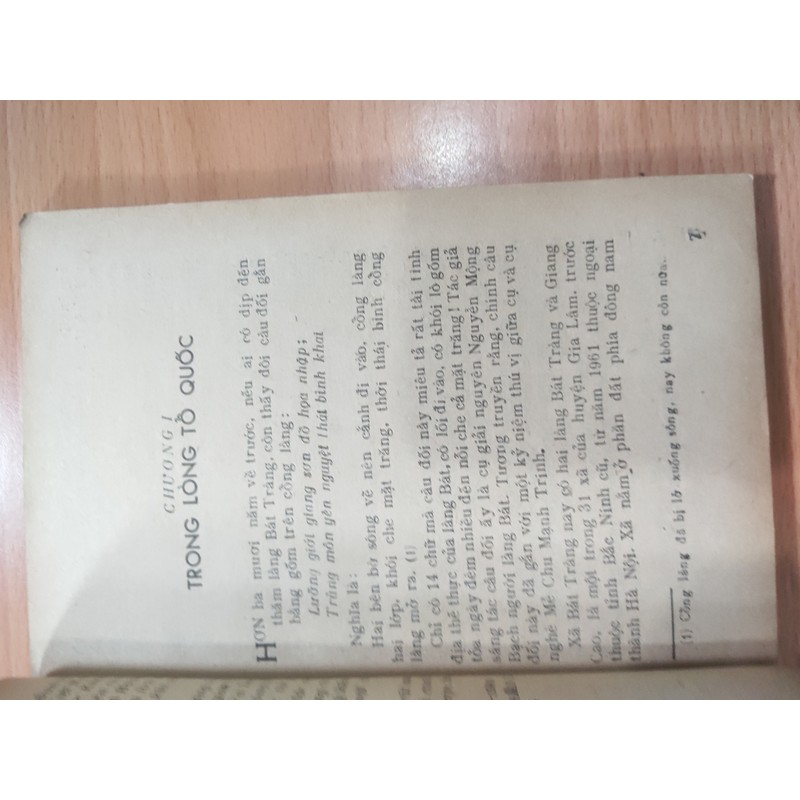 CHƯƠNG I
TRONG LÒNG TỔ QUỐC
HƠN ba mươi năm về trước, nếu ai có dịp đến
thăm làng Bát Tràng, còn thấy đôi câu đối gắn
bằng gốm trên cổng làng:
Lưỡng giới giang sơn đồ họa nhập;
Tràng môn yên nguyệt thái bình khai
Nghĩa là:
Hai bên bờ sông vẽ nên cảnh đi vào, cổng làng
hai lớp, khói che mặt trăng, thời thái bình cổng
làng mở ra. (1)
Chỉ có 14 chữ mà câu đối này miêu tả rất tài tình
địa thế thực của làng Bát, có lối đi vào, có khói lò gốm
tỏa ngày đêm nhiều đến nỗi che cả mặt trăng! Tác giả
sáng tác câu đối ấy là cụ giải nguyên Nguyễn Mộng
Bạch người làng Bát. Tương truyền rằng, chính câu
đối này đã gắn với một kỷ niệm thú vị giữa cụ và cụ
nghè Mễ Chu Mạnh Trinh.
Xã Bát Tràng nay gồ hai làng Bát Tràng và Giang
Cao, là một trong 31 xã của huyện Gia Lâm. trước
thuộc tỉnh Bắc Ninh cũ, từ năm 1961 thuộc ngoại
thành Hà Nội. Xã nằm ở phần đất phía đông nam
(1) Cổng làng đã bị lở xuống sông, nay không còn nữa.
7